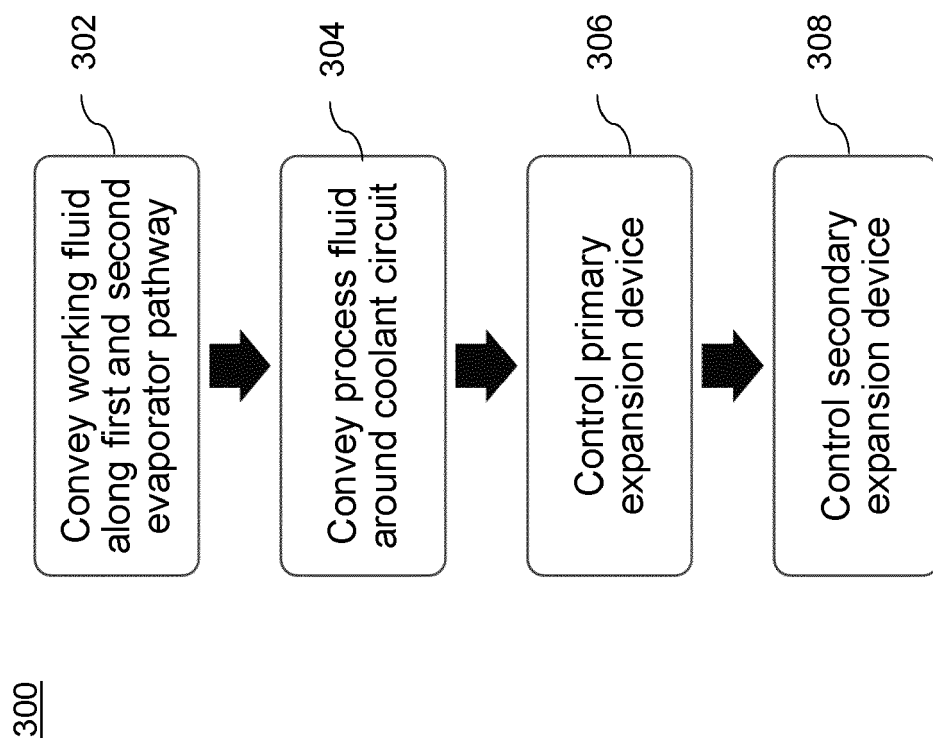 300
Convey working fluid
along first and second
evaporator pathway
302
Convey process fluid
around coolant circuit
304
Control primary
expansion device
306
Control secondary
expansion device
308